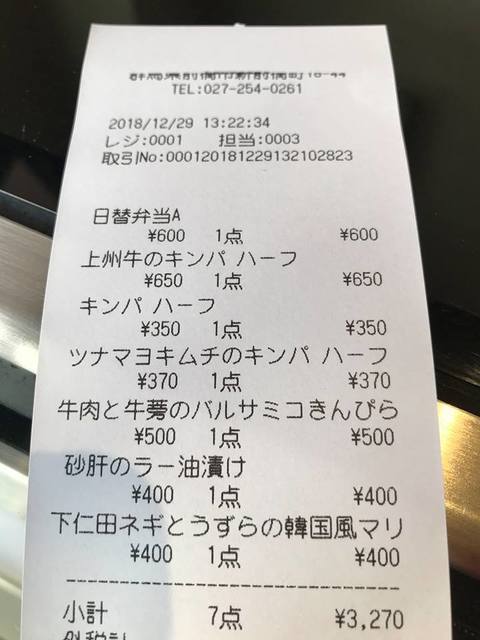 TEL:027-254-0261
2018/12/29 13:22:34
レジ:0001 担当:0003
取引No:000120181229132102823
日替弁当A
¥600 1点 ¥600
上州牛のキンパ ハーフ
¥650 1点 ¥650
キンパ ハーフ
¥350 1点 ¥350
ツナマヨキムチのキンパ ハーフ
¥370 1点 ¥370
牛肉と牛蒡のバルサミコきんぴら
¥500 1点 ¥500
砂肝のラー油漬け
¥400 1点 ¥400
下仁田ネギとうずらの韓国風マリ
¥400 1点 ¥400
小計 7点 ¥3,270